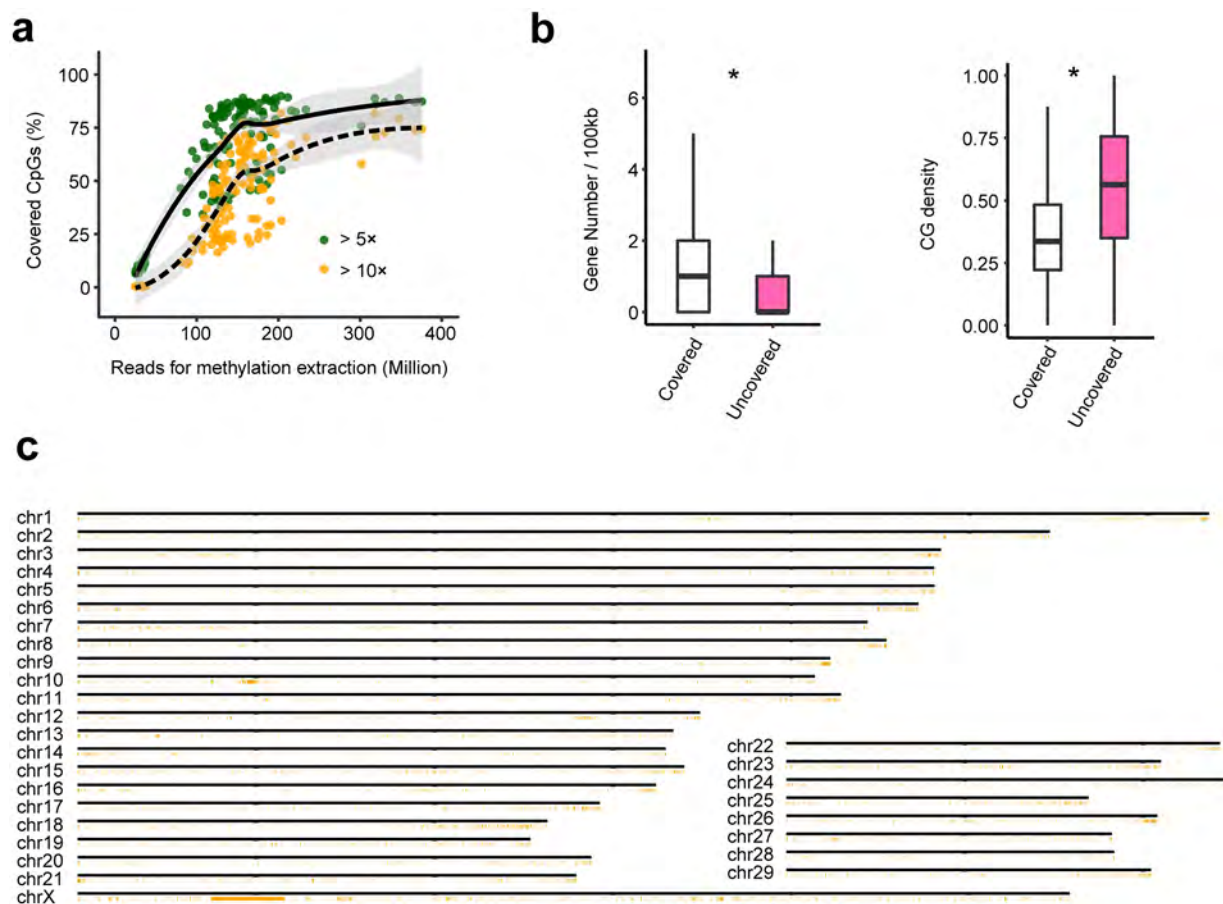 a
100
75
50
25
0
Covered CpGs (%)
> 5×
> 10×
0 100 200 300 400
Reads for methylation extraction (Million)
b
6
4
2
0
Gene Number / 100kb
*
Covered
Uncovered
1.00
0.75
0.50
0.25
0.00
CG density
*
Covered
Uncovered
c
chr1
chr2
chr3
chr4
chr5
chr6
chr7
chr8
chr9
chr10
chr11
chr12
chr13
chr14
chr15
chr16
chr17
chr18
chr19
chr20
chr21
chrX
chr22
chr23
chr24
chr25
chr26
chr27
chr28
chr29